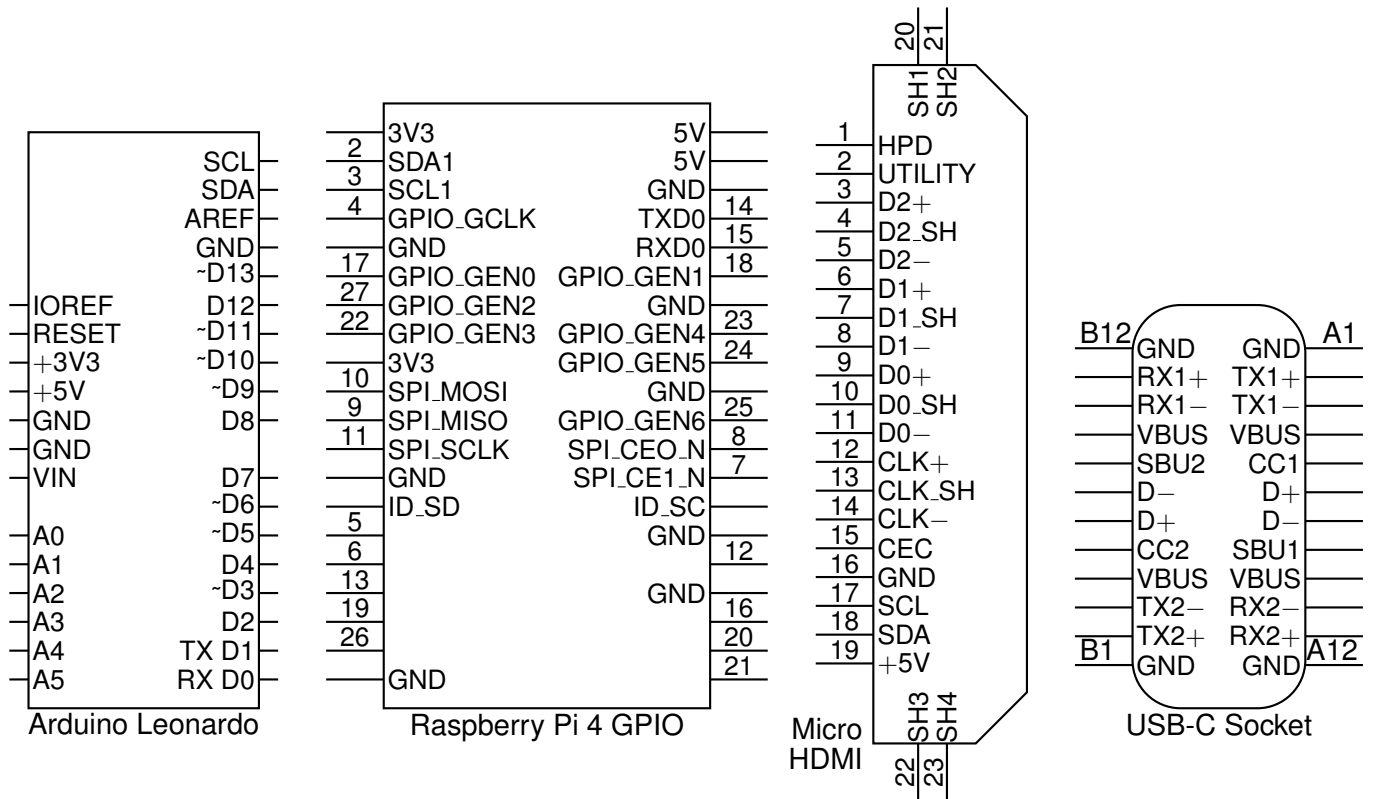 SCL
SDA
AREF
GND
~D13
IOREF D12
RESET ~D11
+3V3 ~D10
+5V ~D9
GND D8
GND
VIN D7
~D6
A0 ~D5
A1 D4
A2 ~D3
A3 D2
A4 TX D1
A5 RX D0
Arduino Leonardo
3V3 5V
2 SDA1 5V
3 SCL1 GND
4 GPIO_GCLK TXD0 14
GND RXD0 15
17 GPIO_GEN0 GPIO_GEN1 18
27 GPIO_GEN2 GND
22 GPIO_GEN3 GPIO_GEN4 23
3V3 GPIO_GEN5 24
10 SPI_MOSI GND
9 SPI_MISO GPIO_GEN6 25
11 SPI_SCLK SPI_CEO_N 8
GND SPI_CE1_N 7
ID_SD ID_SC
5 GND
6 12
13 GND
19 16
26 20
GND 21
Raspberry Pi 4 GPIO
20 21
SH1 SH2
1 HPD
2 UTILITY
3 D2+
4 D2_SH
5 D2−
6 D1+
7 D1_SH
8 D1−
9 D0+
10 D0_SH
11 D0−
12 CLK+
13 CLK_SH
14 CLK−
15 CEC
16 GND
17 SCL
18 SDA
19 +5V
SH3 SH4
22 23
Micro
HDMI
B12 GND GND A1
RX1+ TX1+
RX1− TX1−
VBUS VBUS
SBU2 CC1
D− D+
D+ D−
CC2 SBU1
VBUS VBUS
TX2− RX2−
TX2+ RX2+
B1 GND GND A12
USB-C Socket